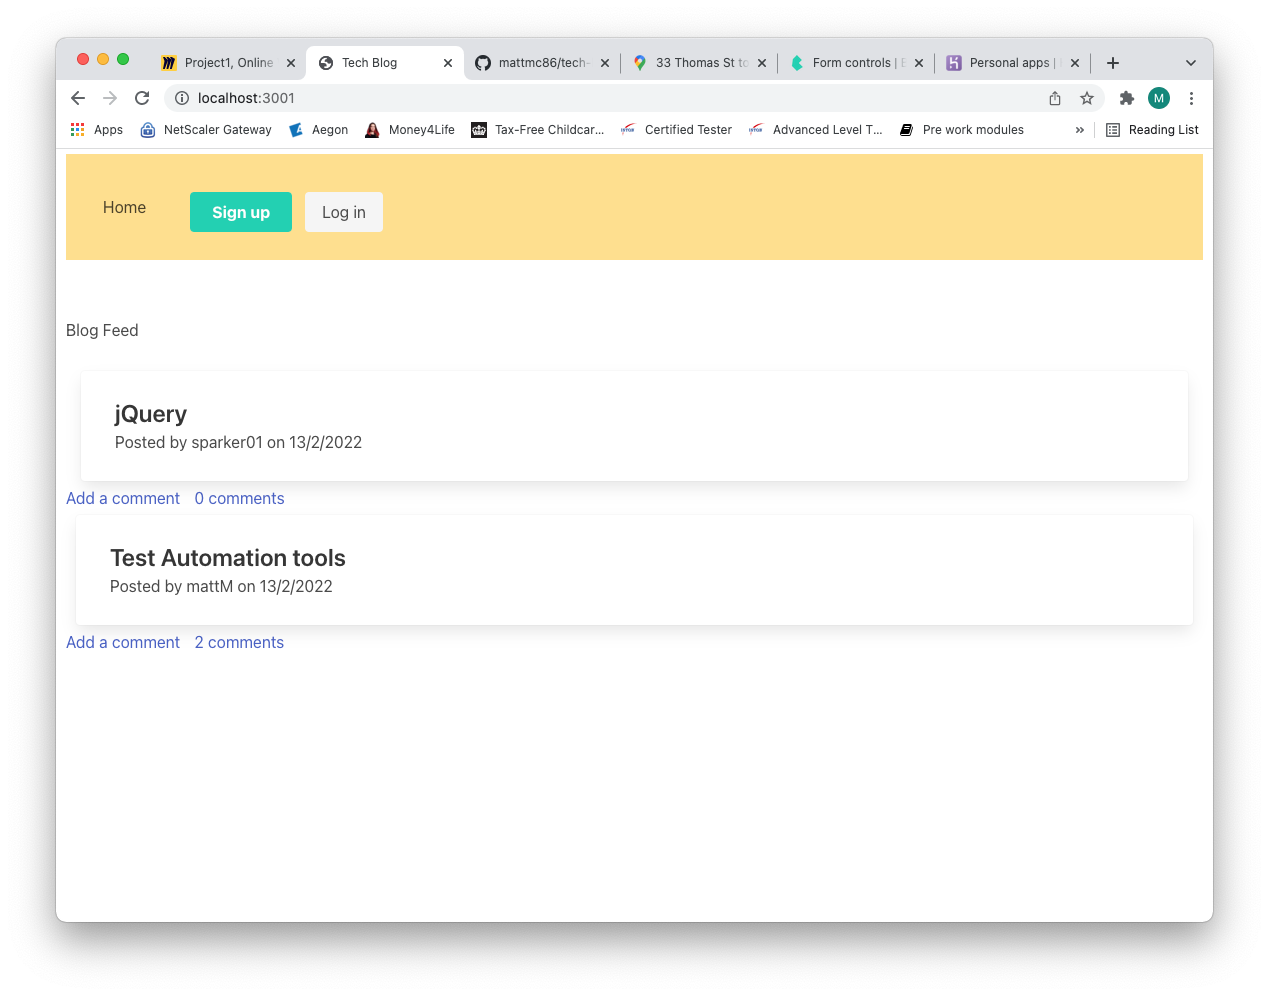 Project1, Online
Tech Blog
mattmc86/tech-
33 Thomas St to
Form controls |
Personal apps |
localhost:3001
M
Apps
NetScaler Gateway
Aegon
Money4Life
Tax-Free Childcar...
Certified Tester
Advanced Level T...
Pre work modules
»
Reading List
Home
Sign up
Log in
Blog Feed
jQuery
Posted by sparker01 on 13/2/2022
Add a comment 0 comments
Test Automation tools
Posted by mattM on 13/2/2022
Add a comment 2 comments